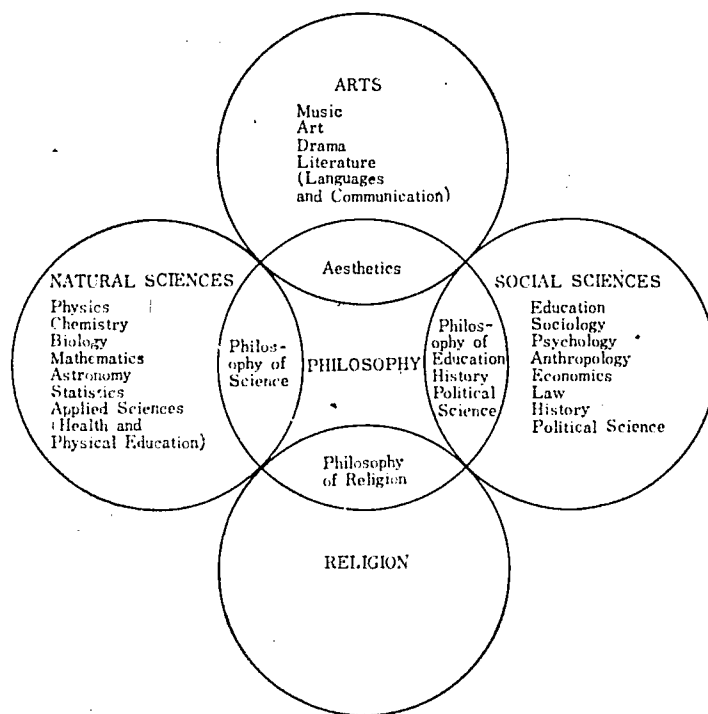 ARTS
Music
Art
Drama
Literature
(Languages
and Communication)
Aesthetics
NATURAL SCIENCES
Physics
Chemistry
Biology
Mathematics
Astronomy
Statistics
Applied Sciences
(Health and
Physical Education)
Philos-
ophy of
Science
PHILOSOPHY
Philos-
ophy of
Education
History
Political
Science
SOCIAL SCIENCES
Education
Sociology
Psychology
Anthropology
Economics
Law
History
Political Science
Philosophy
of Religion
RELIGION